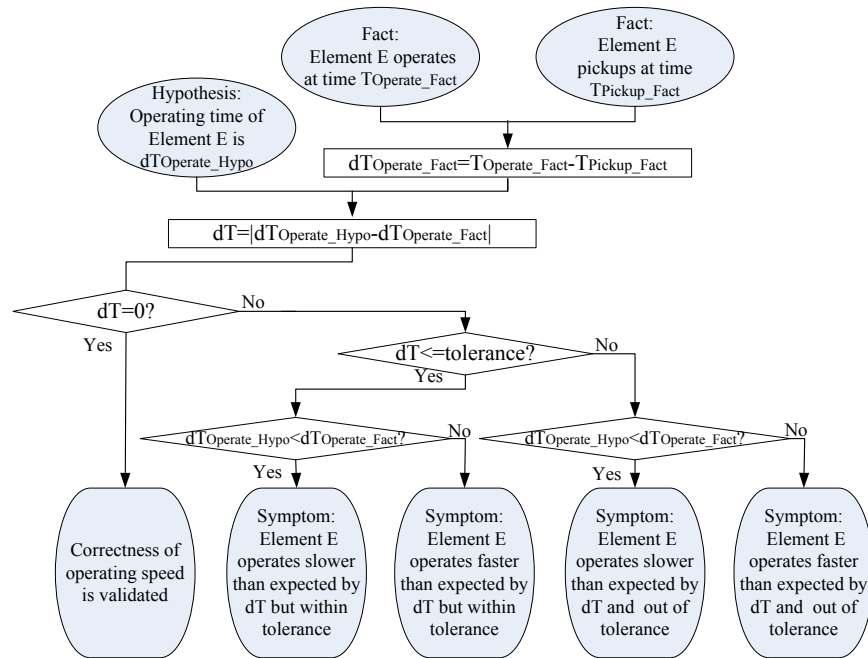 Fact:
Element E operates
at time TOperate_Fact
Fact:
Element E
pickups at time
TPickup_Fact
Hypothesis:
Operating time of
Element E is
dTOperate_Hypo
dTOperate_Fact=TOperate_Fact-TPickup_Fact
dT=|dTOperate_Hypo-dTOperate_Fact|
dT=0?
No
Yes
dT<=tolerance?
No
Yes
dTOperate_Hypo<dTOperate_Fact?
No
Yes
dTOperate_Hypo<dTOperate_Fact?
No
Yes
Correctness of
operating speed
is validated
Symptom:
Element E
operates slower
than expected by
dT but within
tolerance
Symptom:
Element E
operates faster
than expected by
dT but within
tolerance
Symptom:
Element E
operates slower
than expected by
dT and out of
tolerance
Symptom:
Element E
operates faster
than expected by
dT and out of
tolerance